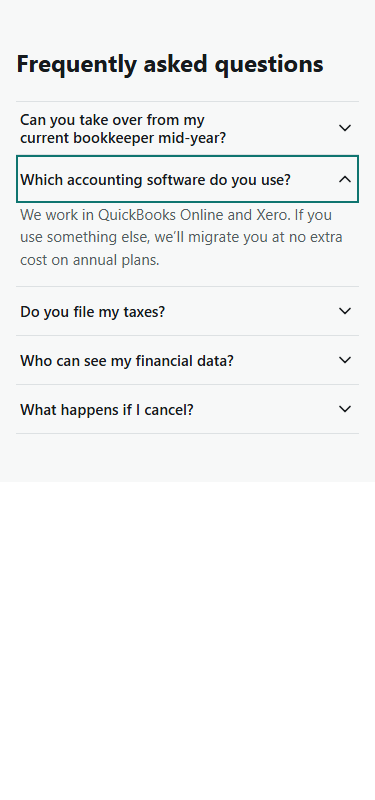 Frequently asked questions
Can you take over from my
current bookkeeper mid-year?
Which accounting software do you use?
We work in QuickBooks Online and Xero. If you
use something else, we’ll migrate you at no extra
cost on annual plans.
Do you file my taxes?
Who can see my financial data?
What happens if I cancel?